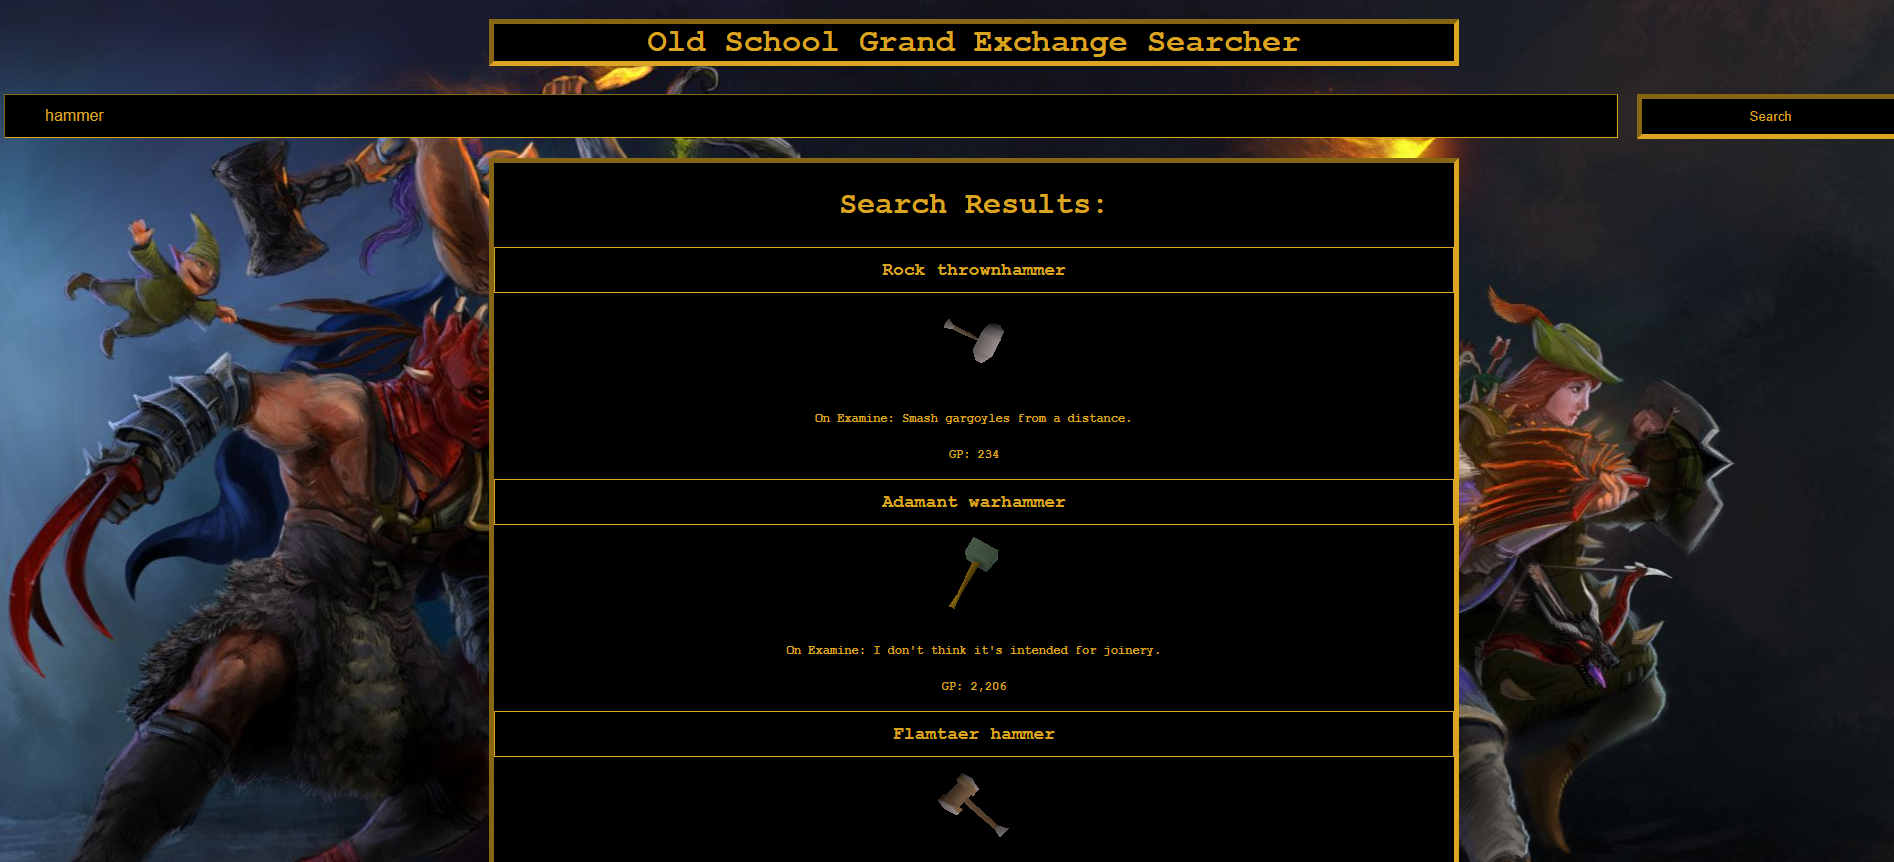 Old School Grand Exchange Searcher
hammer
Search
Search Results:
Rock thrownhammer
On Examine: Smash gargoyles from a distance.
GP: 234
Adamant warhammer
On Examine: I don't think it's intended for joinery.
GP: 2,206
Flamtaer hammer